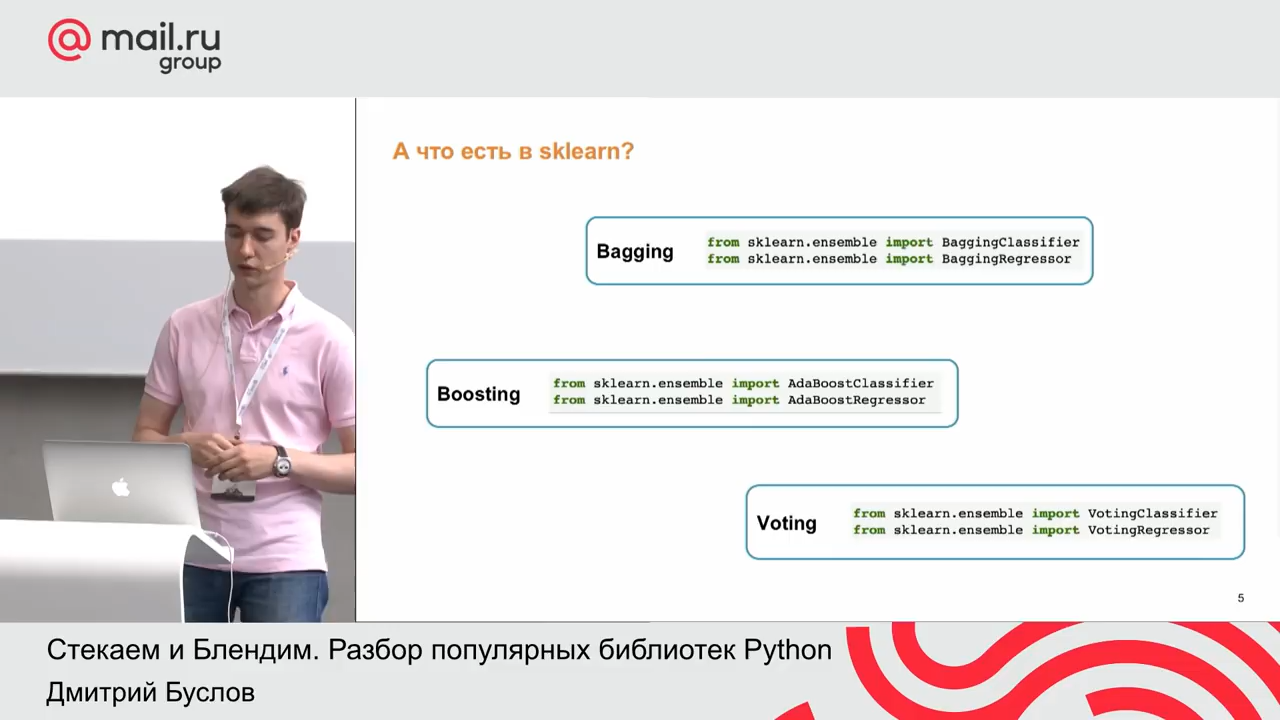 @mail.ru
group
А что есть в sklearn?
Bagging
from sklearn.ensemble import BaggingClassifier
from sklearn.ensemble import BaggingRegressor
Boosting
from sklearn.ensemble import AdaBoostClassifier
from sklearn.ensemble import AdaBoostRegressor
Voting
from sklearn.ensemble import VotingClassifier
from sklearn.ensemble import VotingRegressor
5
Стекаем и Блендим. Разбор популярных библиотек Python
Дмитрий Буслов